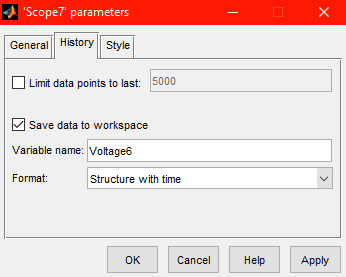 'Scope7' parameters
General History Style
Limit data points to last: 5000
Save data to workspace
Variable name: Voltage6
Format: Structure with time
OK Cancel Help Apply